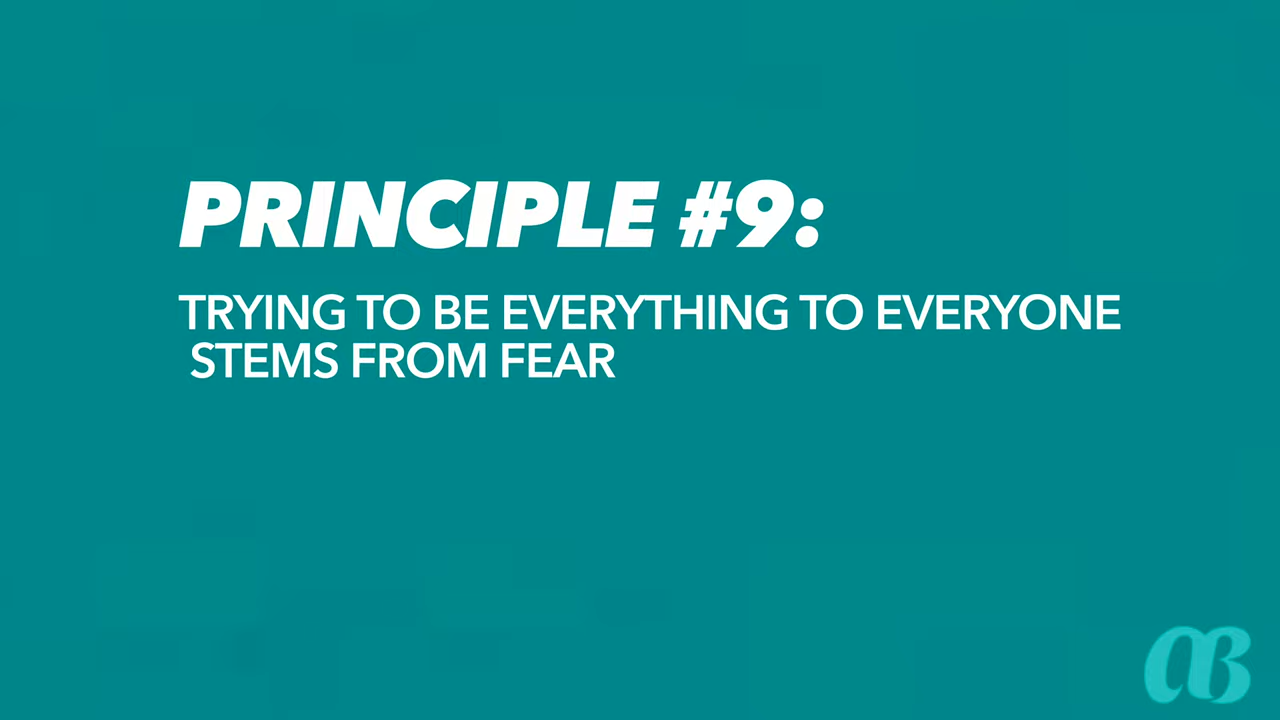 PRINCIPLE #9:
TRYING TO BE EVERYTHING TO EVERYONE
STEMS FROM FEAR